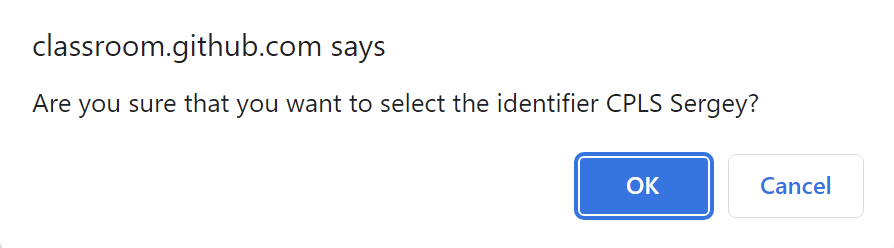 classroom.github.com says
Are you sure that you want to select the identifier CPLS Sergey?
OK
Cancel